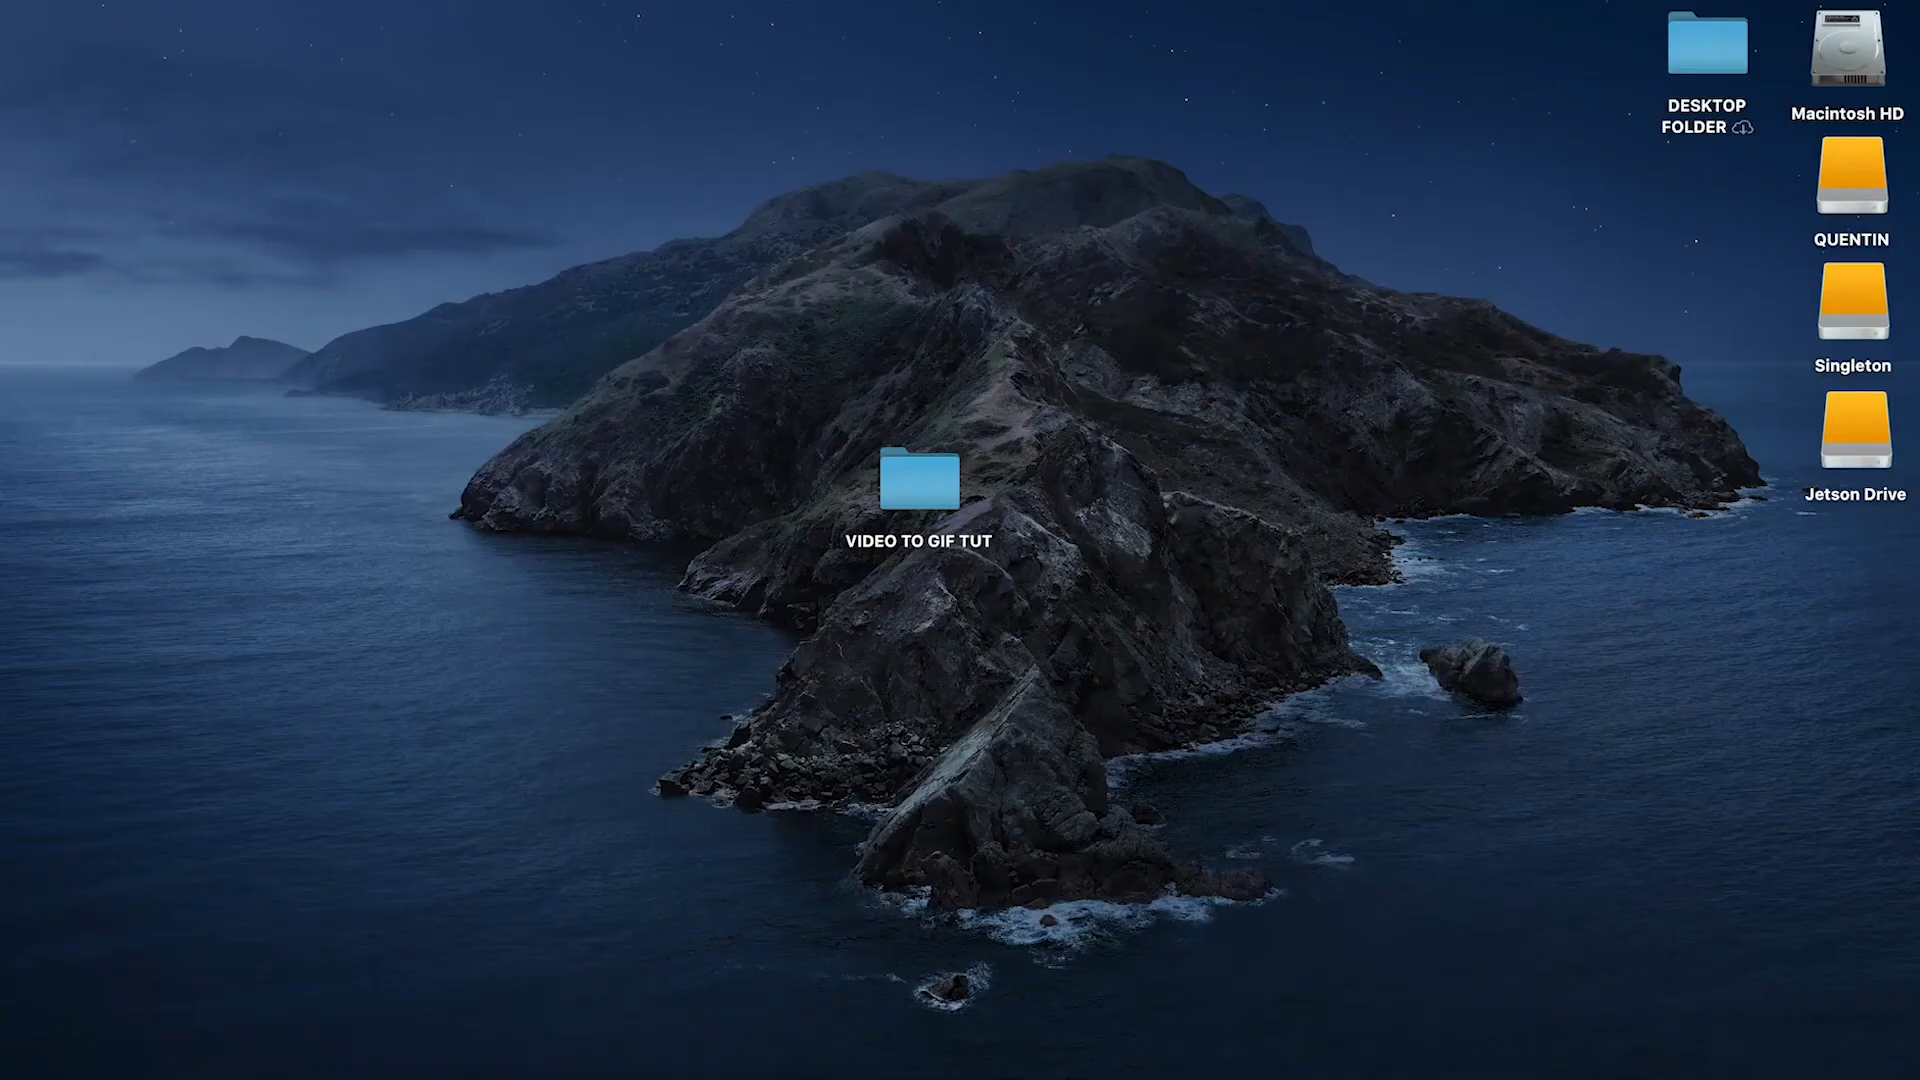 DESKTOP
FOLDER
Macintosh HD
QUENTIN
Singleton
Jetson Drive
VIDEO TO GIF TUT